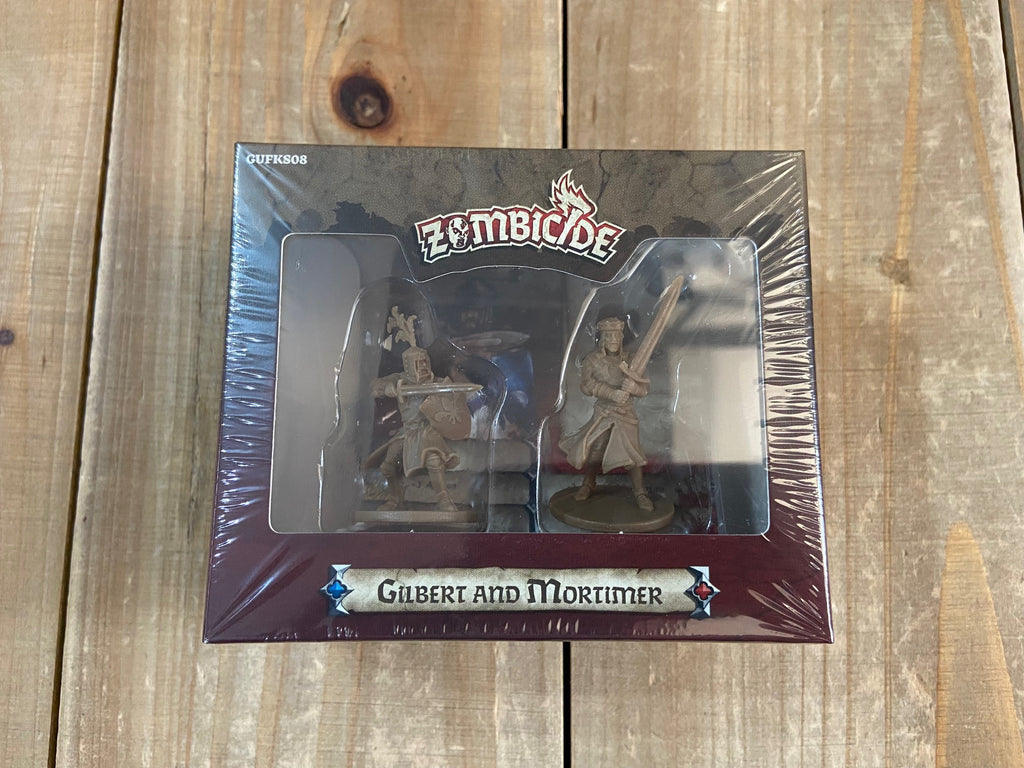 GUFKS08
ZOMBICIDE
GILBERT AND MORTIMER